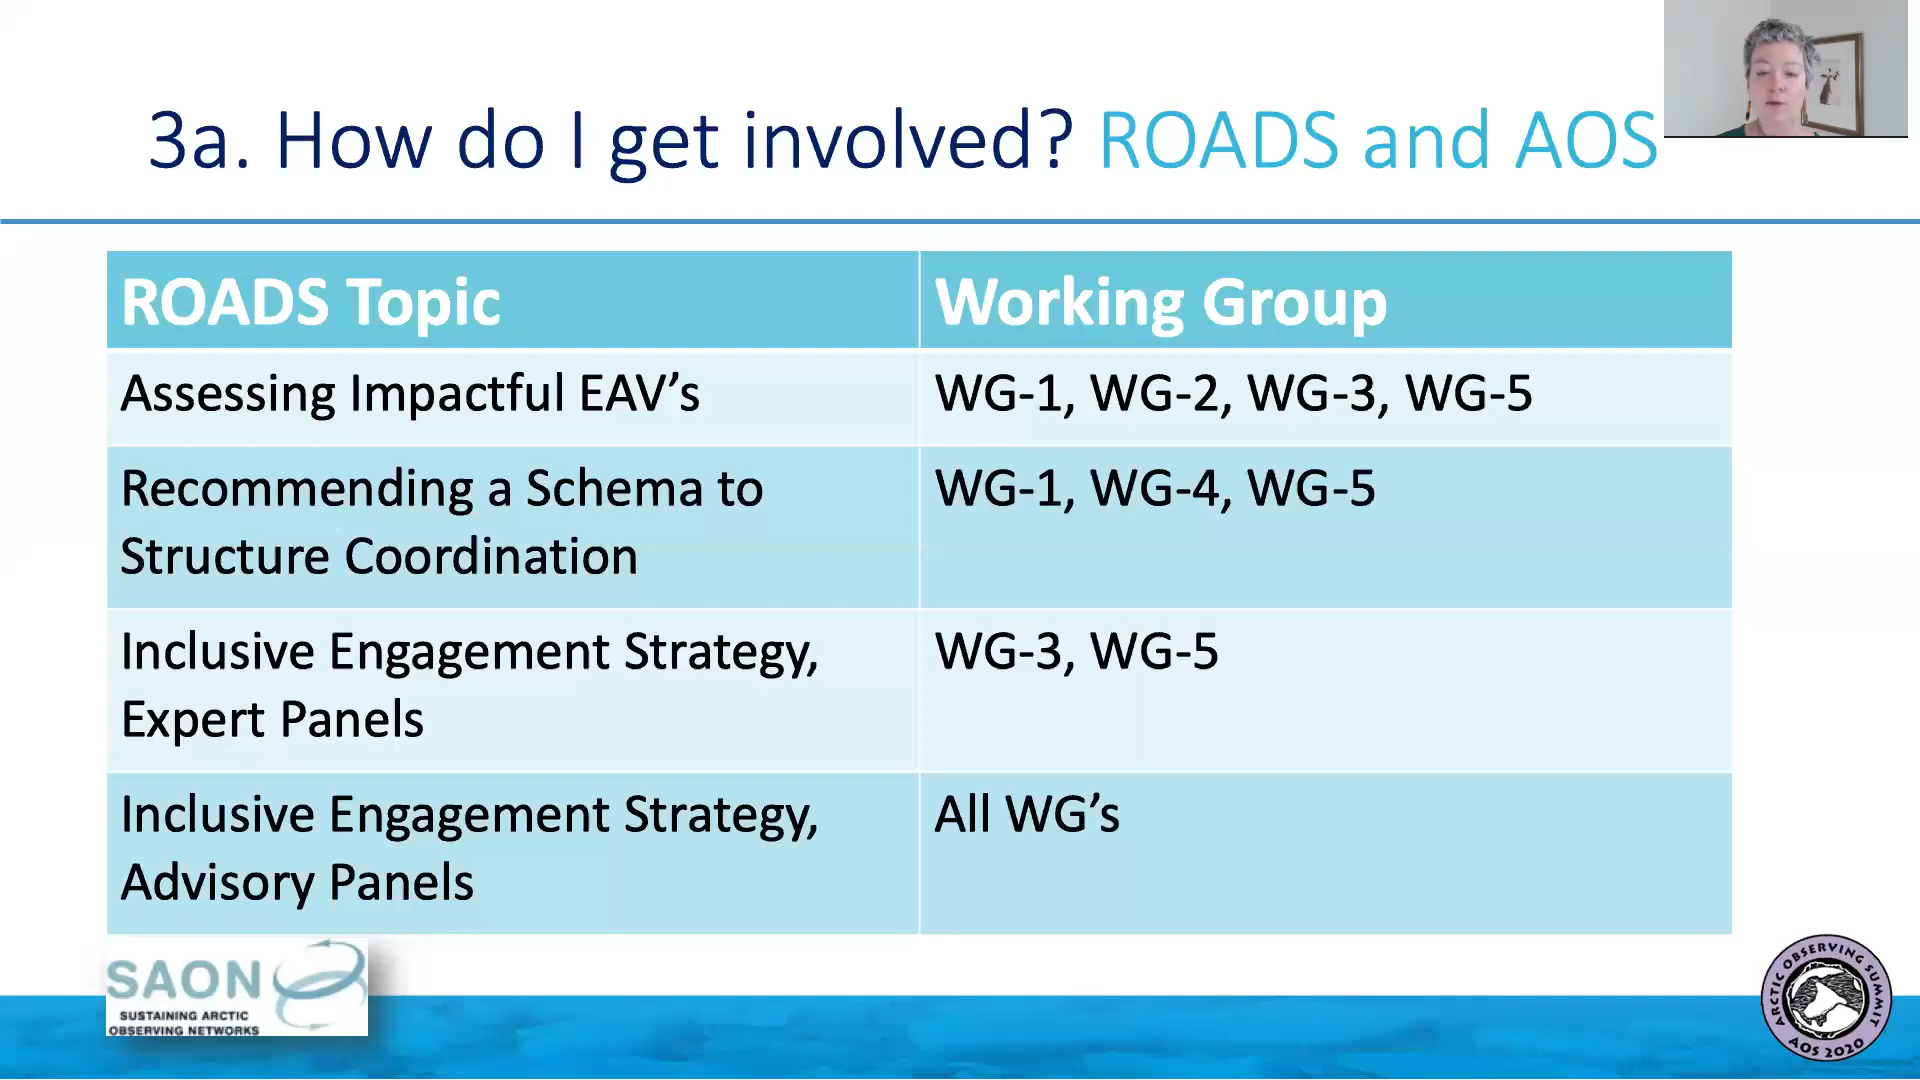 3a. How do I get involved? ROADS and AOS
ROADS Topic
Working Group
Assessing Impactful EAV’s
WG-1, WG-2, WG-3, WG-5
Recommending a Schema to
Structure Coordination
WG-1, WG-4, WG-5
Inclusive Engagement Strategy,
Expert Panels
WG-3, WG-5
Inclusive Engagement Strategy,
Advisory Panels
All WG’s
SAON
SUSTAINING ARCTIC
OBSERVING NETWORKS
ARCTIC OBSERVING SUMMIT
AOS 2020